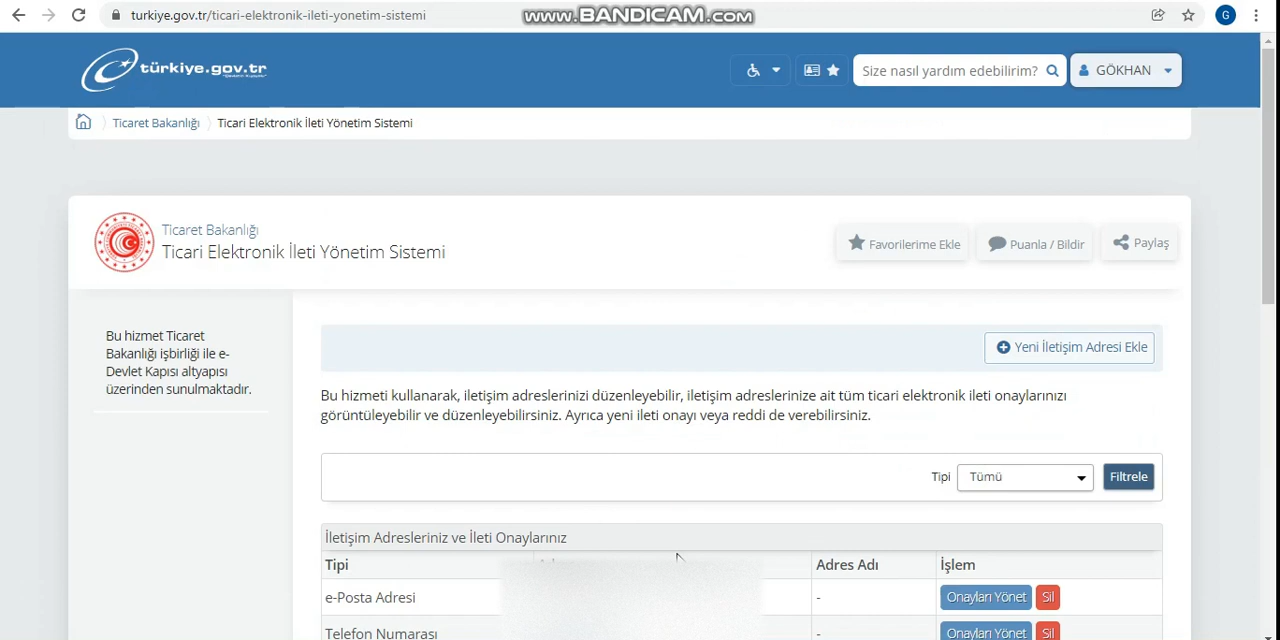 turkiye.gov.tr/ticari-elektronik-ileti-yonetim-sistemi
www.BANDICAM.com
G
türkiye.gov.tr
Size nasıl yardım edebilirim?
GÖKHAN
Ticaret Bakanlığı
Ticari Elektronik İleti Yönetim Sistemi
Ticaret Bakanlığı
Ticari Elektronik İleti Yönetim Sistemi
Favorilerime Ekle
Puanla / Bildir
Paylaş
Bu hizmet Ticaret
Bakanlığı işbirliği ile e-
Devlet Kapısı altyapısı
üzerinden sunulmaktadır.
Yeni İletişim Adresi Ekle
Bu hizmeti kullanarak, iletişim adreslerinizi düzenleyebilir, iletişim adreslerinize ait tüm ticari elektronik ileti onaylarınızı
görüntüleyebilir ve düzenleyebilirsiniz. Ayrıca yeni ileti onayı veya reddi de verebilirsiniz.
Tipi
Tümü
Filtrele
İletişim Adresleriniz ve İleti Onaylarınız
Tipi
Adres Adı
İşlem
e-Posta Adresi
-
Onayları Yönet
Sil
Telefon Numarası
-
Onayları Yönet
Sil